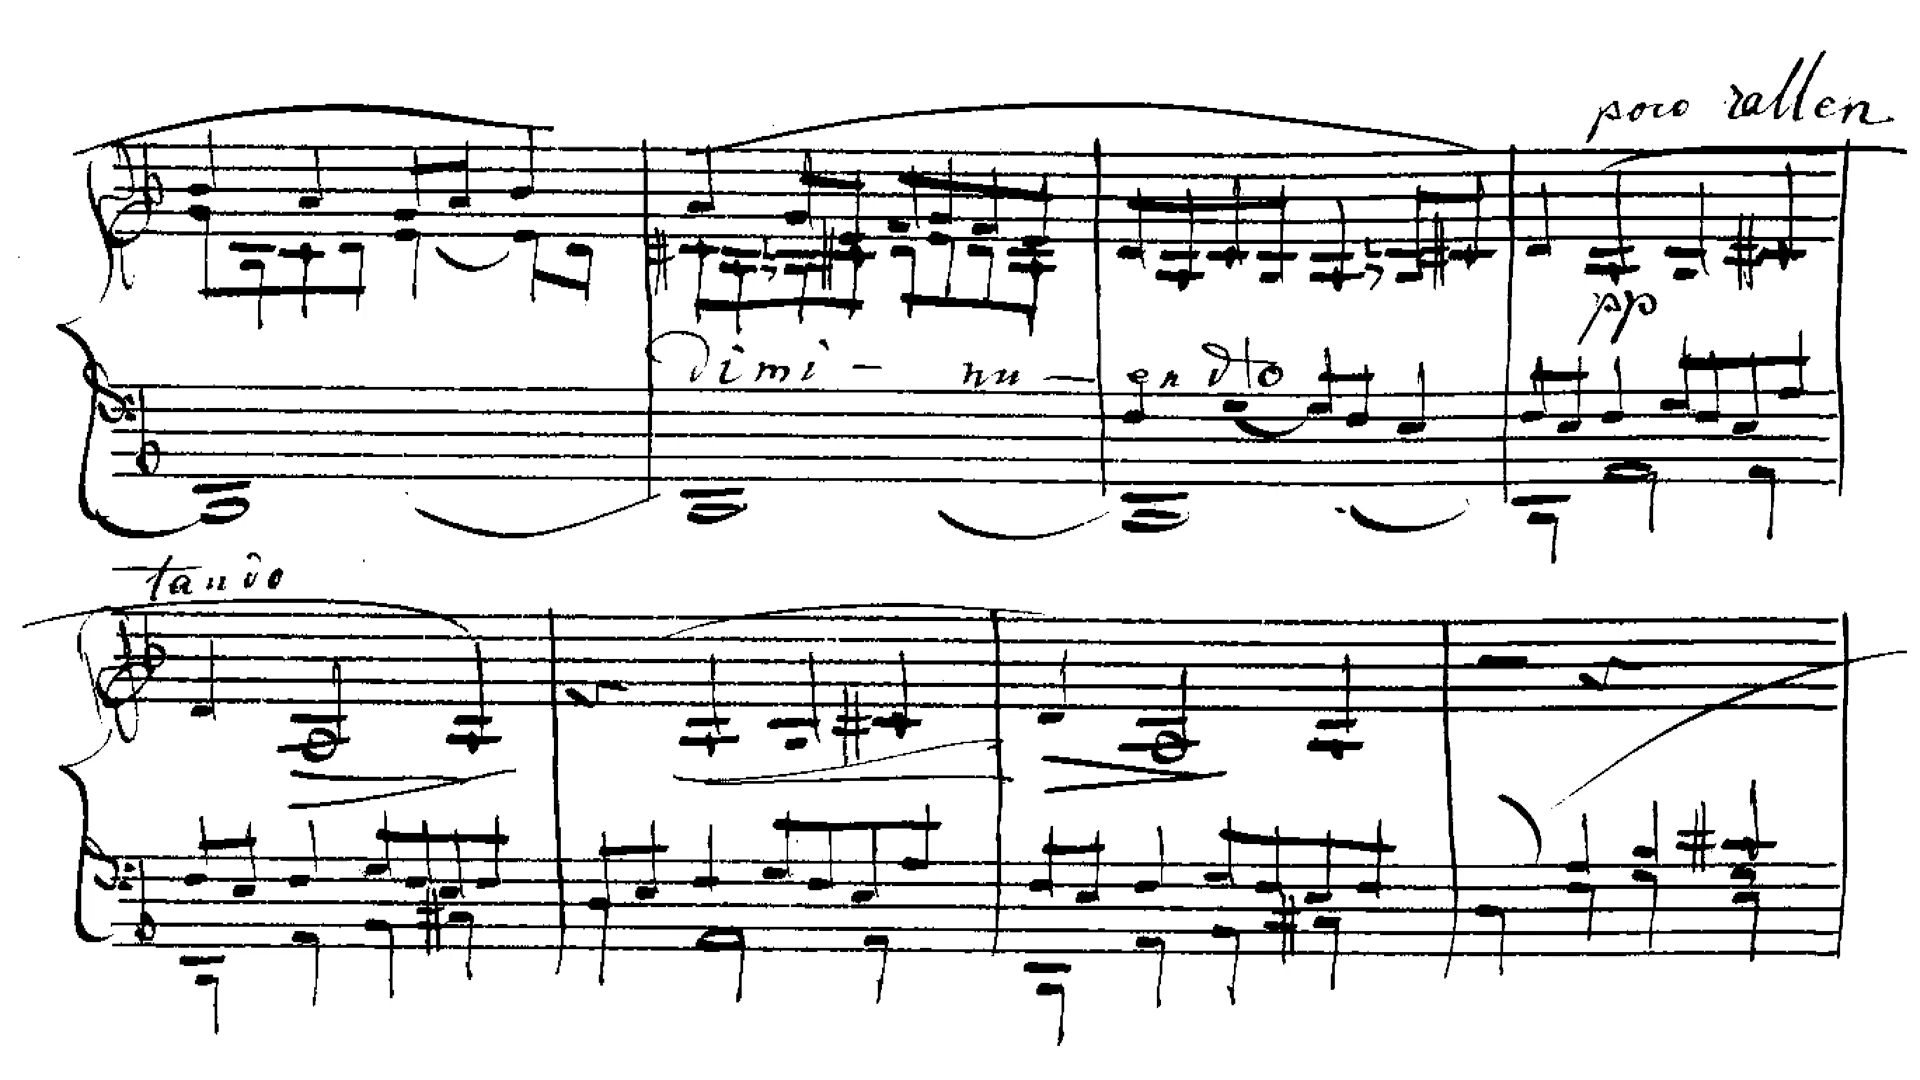 poco rallen
pp
dimi - nu - endo
tando